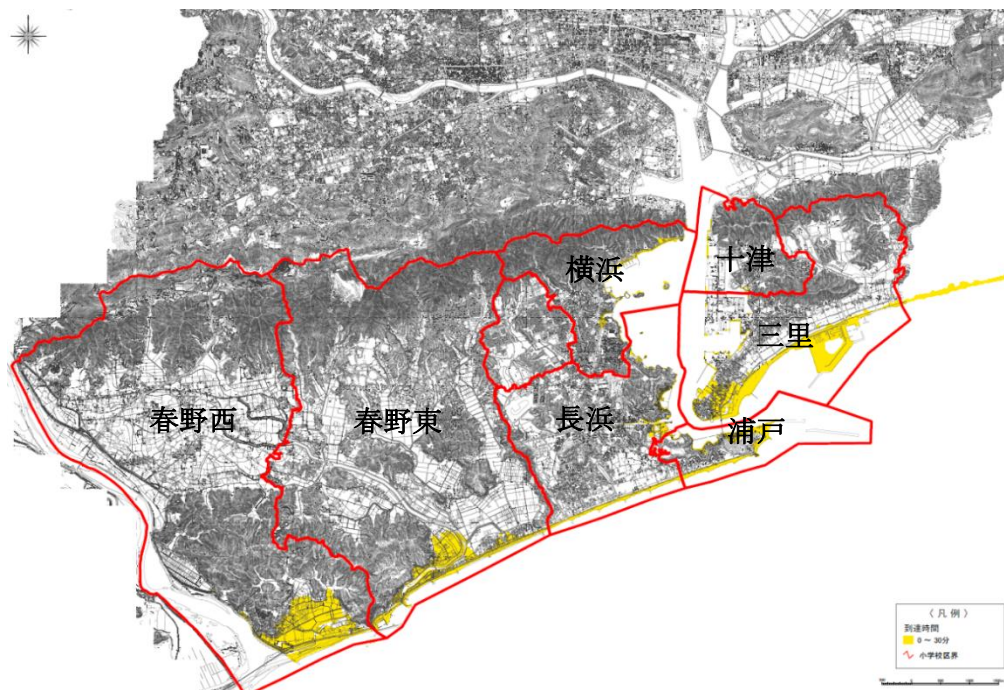 横浜
十津
三里
春野西
春野東
長浜
浦戸
〈 凡 例 〉
到達時間
0 ~ 30分
小学校区界